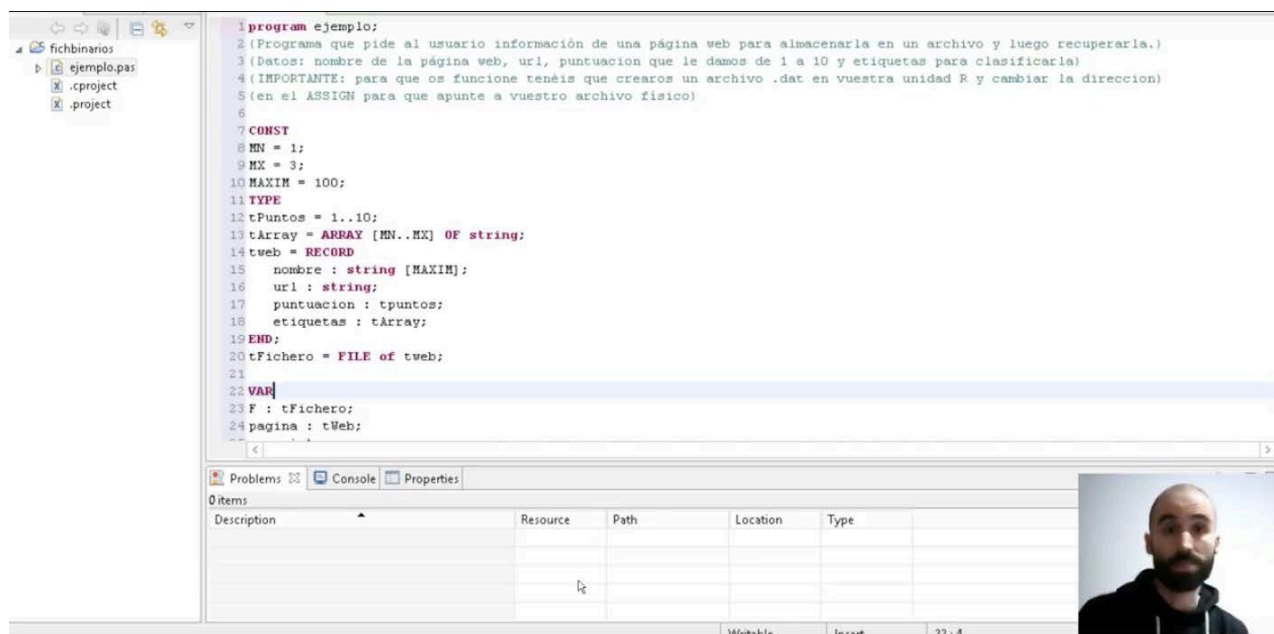 fichbinarios
ejemplo.pas
.cproject
.project
1 program ejemplo;
2 (Programa que pide al usuario información de una página web para almacenarla en un archivo y luego recuperarla.)
3 (Datos: nombre de la página web, url, puntuacion que le damos de 1 a 10 y etiquetas para clasificarla)
4 (IMPORTANTE: para que os funcione tenéis que crearos un archivo .dat en vuestra unidad R y cambiar la direccion)
5 (en el ASSIGN para que apunte a vuestro archivo físico)
6
7 CONST
8 MN = 1;
9 MX = 3;
10 MAXIM = 100;
11 TYPE
12 tPuntos = 1..10;
13 tArray = ARRAY [MN..MX] OF string;
14 tweb = RECORD
15 nombre : string [MAXIM];
16 url : string;
17 puntuacion : tpuntos;
18 etiquetas : tArray;
19 END;
20 tFichero = FILE of tweb;
21
22 VAR
23 F : tFichero;
24 pagina : tWeb;
Problems Console Properties
0 items
Description Resource Path Location Type
Writable Insert 22 : 4